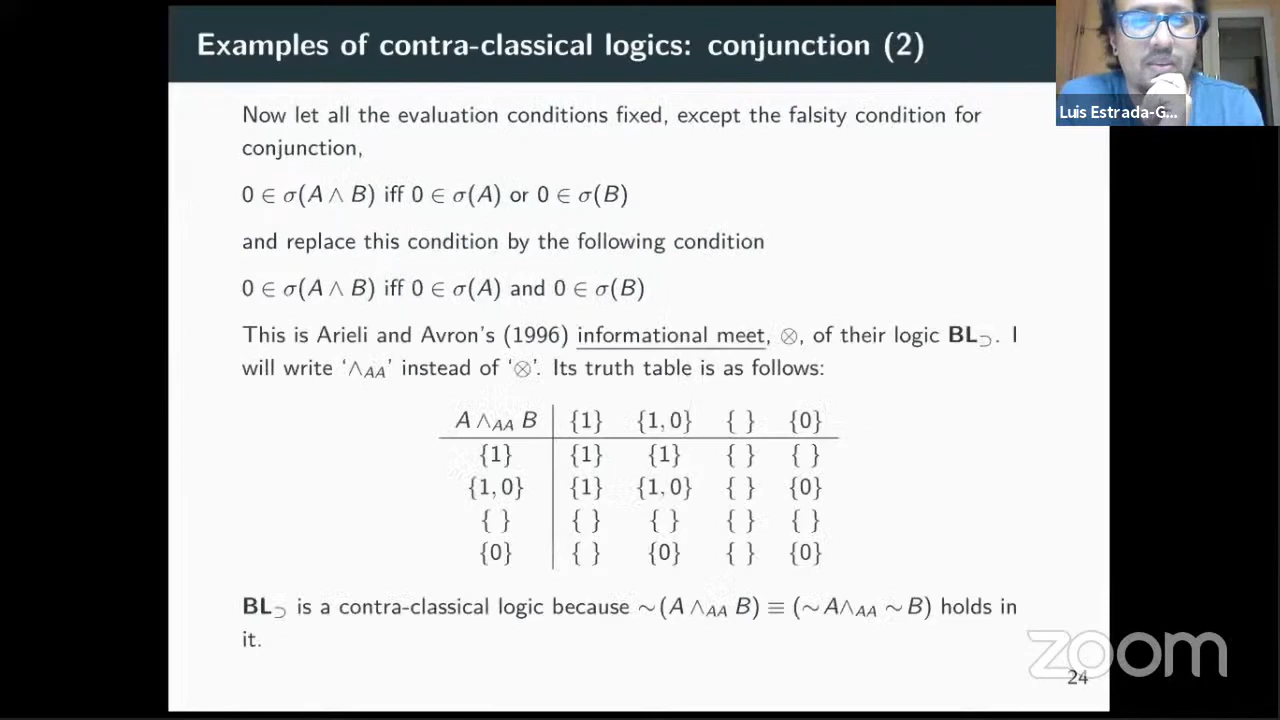 Examples of contra-classical logics: conjunction (2)
Luis Estrada-G...
Now let all the evaluation conditions fixed, except the falsity condition for
conjunction,
0 ∈ σ(A ∧ B) iff 0 ∈ σ(A) or 0 ∈ σ(B)
and replace this condition by the following condition
0 ∈ σ(A ∧ B) iff 0 ∈ σ(A) and 0 ∈ σ(B)
This is Arieli and Avron's (1996) informational meet, ⊗, of their logic BL⊃. I
will write ‘∧AA’ instead of ‘⊗’. Its truth table is as follows:
A ∧AA B {1} {1, 0} { } {0}
{1} {1} {1} { } { }
{1, 0} {1} {1, 0} { } {0}
{ } { } { } { } { }
{0} { } {0} { } {0}
BL⊃ is a contra-classical logic because ∼(A ∧AA B) ≡ (∼A∧AA ∼B) holds in
it.
zoom
24